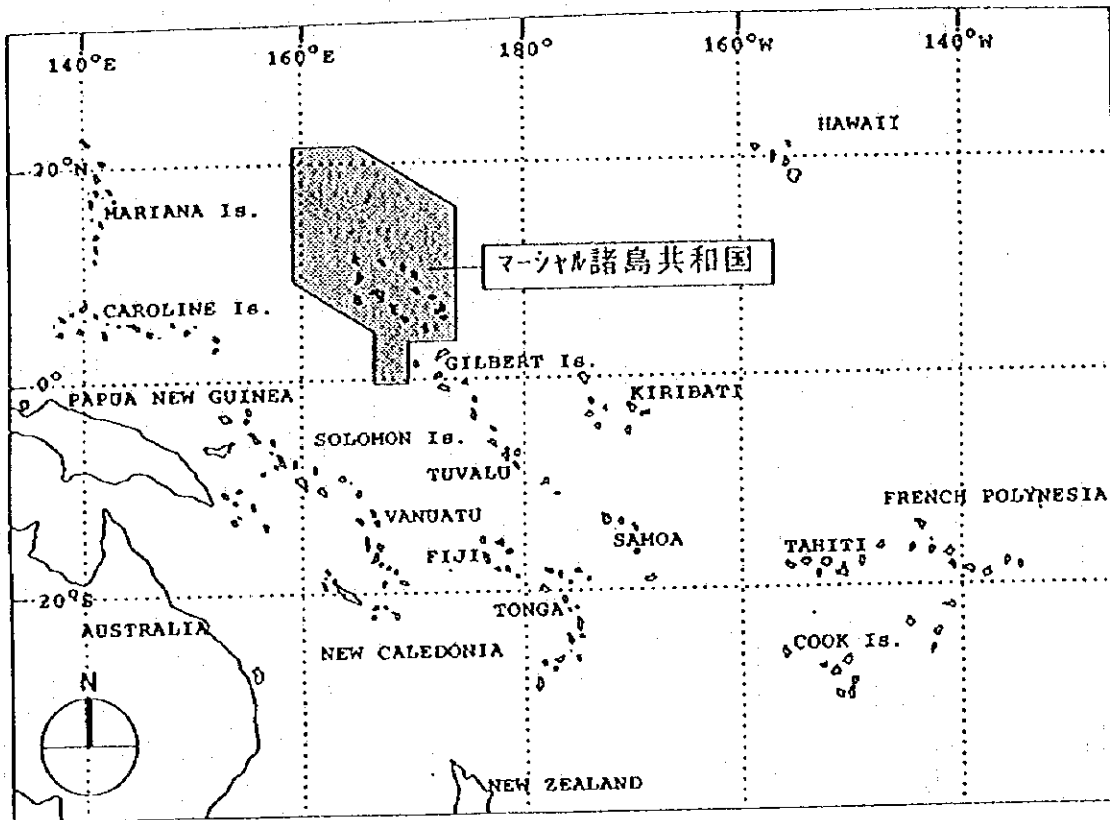 140°E 160°E 180° 160°W 140°W
HAWAII
20°N
MARIANA Is.
マーシャル諸島共和国
CAROLINE Is.
GILBERT Is.
0°
PAPUA NEW GUINEA
KIRIBATI
SOLOMON Is.
TUVALU
FRENCH POLYNESIA
VANUATU
SAMOA
TAHITI
FIJI
20°S
TONGA
AUSTRALIA
COOK Is.
NEW CALEDONIA
N
NEW ZEALAND